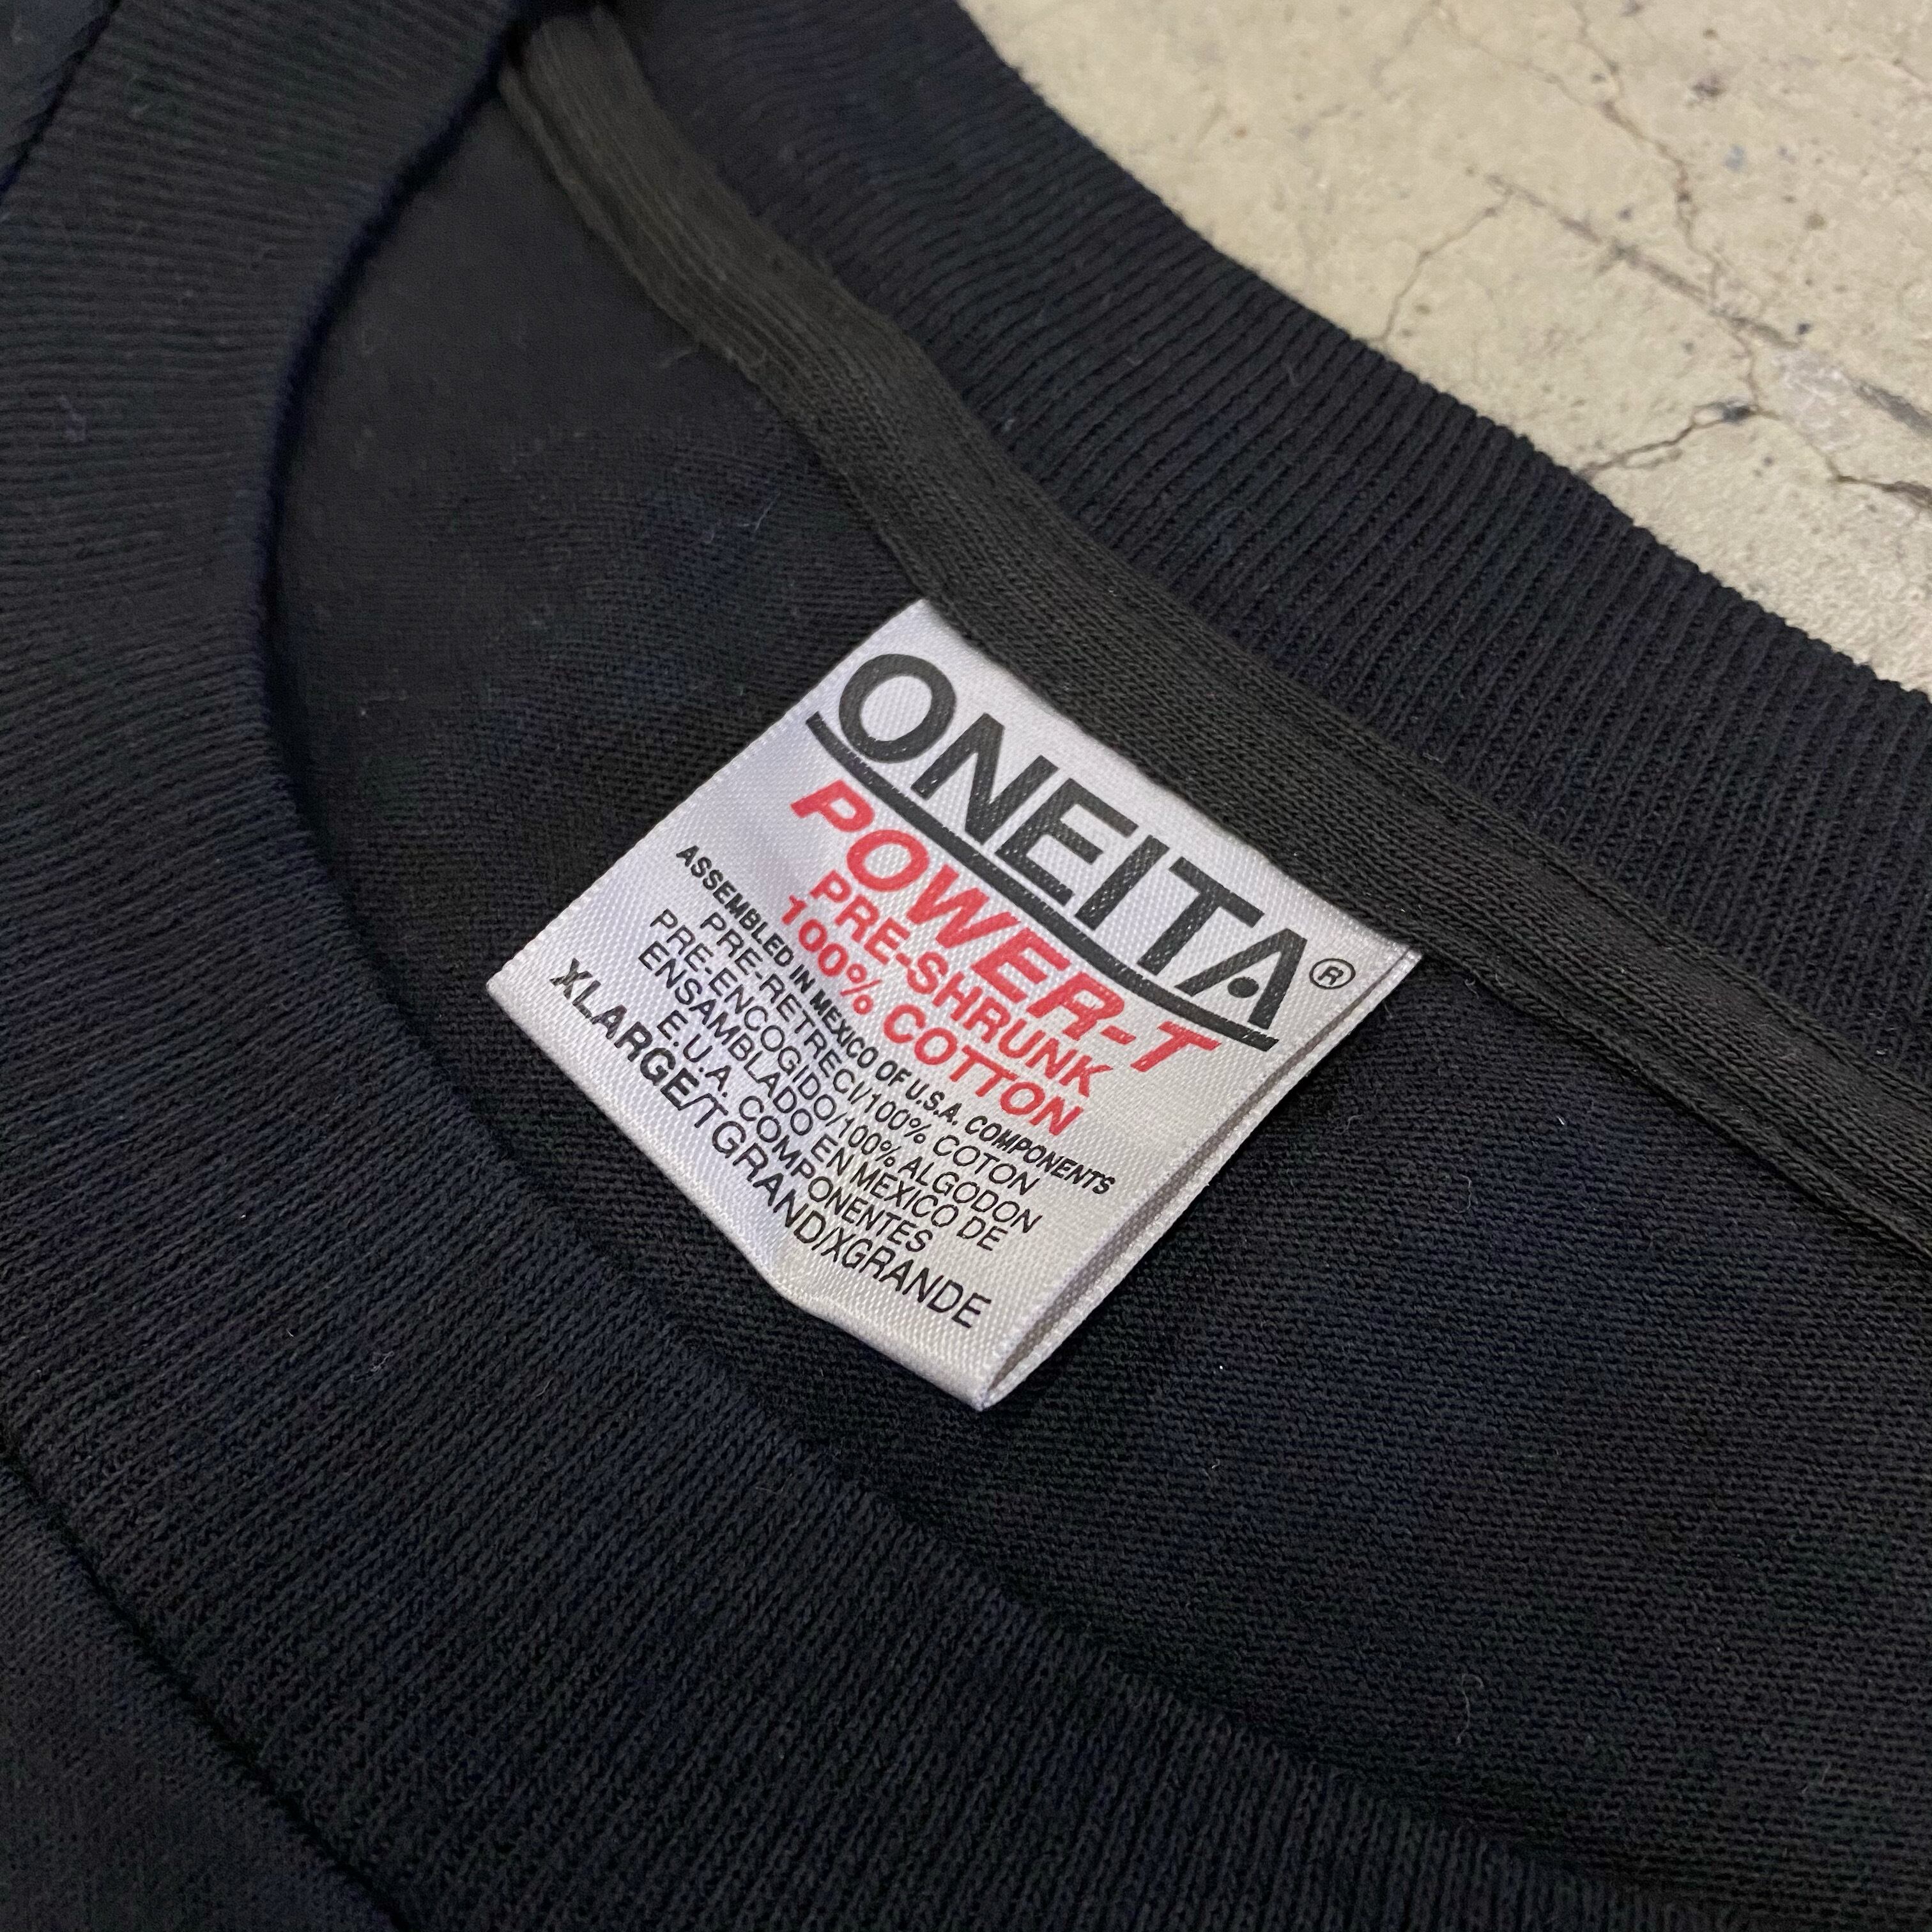 ONEITA®
POWER-T
PRE-SHRUNK
100% COTTON
ASSEMBLED IN MEXICO OF U.S.A. COMPONENTS
PRE-RETRECI/100% COTON
PRE-ENCOGIDO/100% ALGODON
ENSAMBLADO EN MEXICO DE
E.U.A. COMPONENTES
XLARGE/TGRAND/XGRANDE